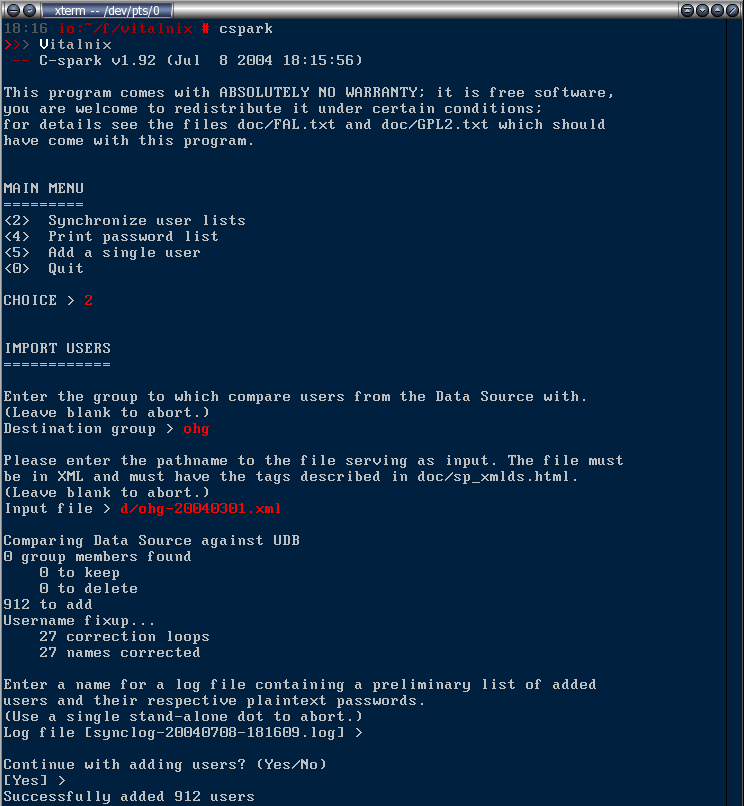 xterm -- /dev/pts/0
18:16 io:~/f/vitalnix # cspark
>>> Vitalnix
-- C-spark v1.92 (Jul  8 2004 18:15:56)
This program comes with ABSOLUTELY NO WARRANTY; it is free software,
you are welcome to redistribute it under certain conditions;
for details see the files doc/FAL.txt and doc/GPL2.txt which should
have come with this program.
MAIN MENU
=========
<2>  Synchronize user lists
<4>  Print password list
<5>  Add a single user
<0>  Quit
CHOICE > 2
IMPORT USERS
============
Enter the group to which compare users from the Data Source with.
(Leave blank to abort.)
Destination group > ohg
Please enter the pathname to the file serving as input. The file must
be in XML and must have the tags described in doc/sp_xmlds.html.
(Leave blank to abort.)
Input file > d/ohg-20040301.xml
Comparing Data Source against UDB
0 group members found
0 to keep
0 to delete
912 to add
Username fixup...
27 correction loops
27 names corrected
Enter a name for a log file containing a preliminary list of added
users and their respective plaintext passwords.
(Use a single stand-alone dot to abort.)
Log file [synclog-20040708-181609.log] >
Continue with adding users? (Yes/No)
[Yes] >
Successfully added 912 users